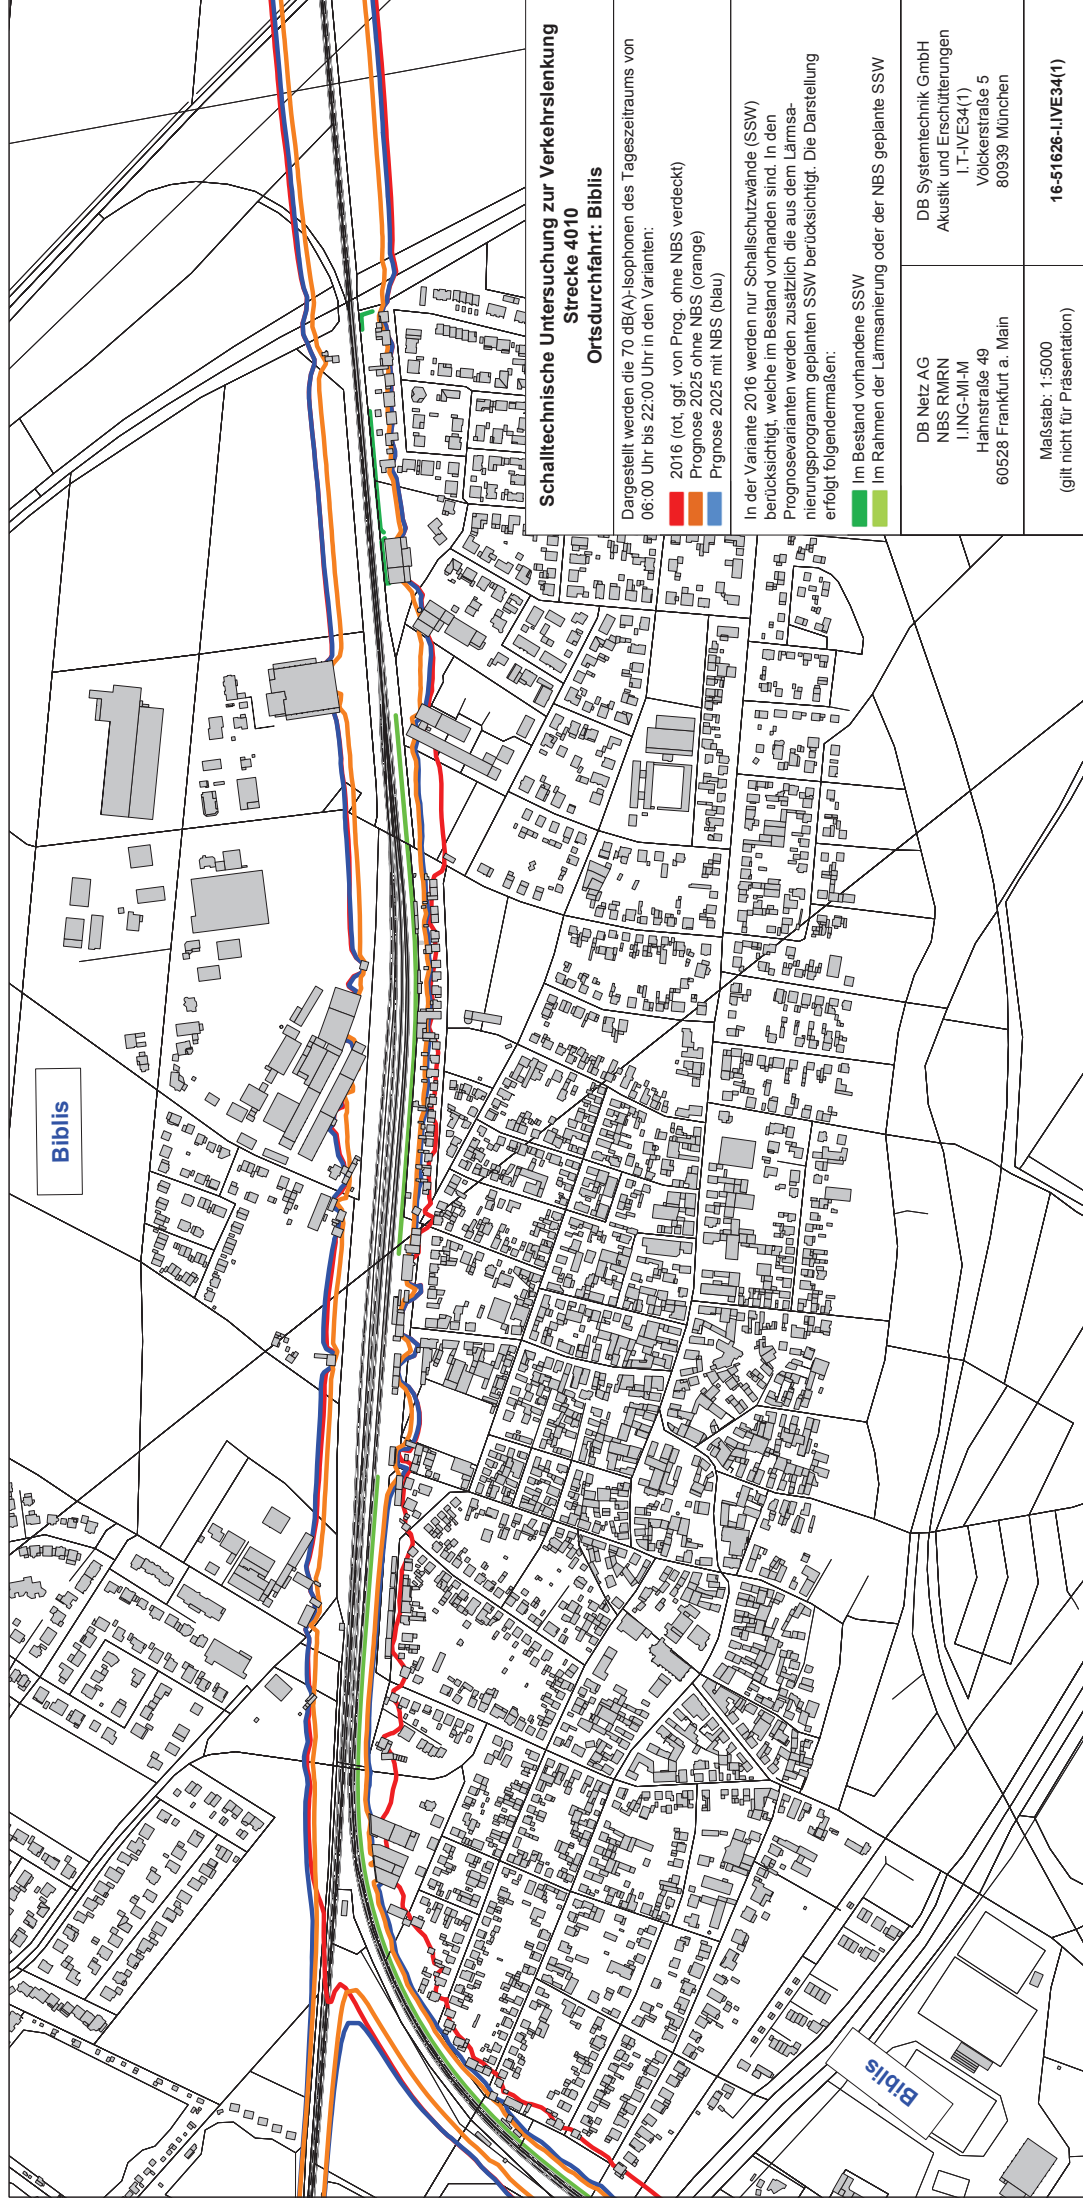 Biblis
Biblis
Schalltechnische Untersuchung zur Verkehrslenkung
Strecke 4010
Ortsdurchfahrt: Biblis
Dargestellt werden die 70 dB(A)-Isophonen des Tageszeitraums von
06:00 Uhr bis 22:00 Uhr in den Varianten:
2016 (rot, ggf. von Prog. ohne NBS verdeckt)
Prognose 2025 ohne NBS (orange)
Prgnose 2025 mit NBS (blau)
In der Variante 2016 werden nur Schallschutzwände (SSW)
berücksichtigt, welche im Bestand vorhanden sind. In den
Prognosevarianten werden zusätzlich die aus dem Lärmsa-
nierungsprogramm geplanten SSW berücksichtigt. Die Darstellung
erfolgt folgendermaßen:
Im Bestand vorhandene SSW
Im Rahmen der Lärmsanierung oder der NBS geplante SSW
DB Netz AG
NBS RMRN
I.ING-MI-M
Hahnstraße 49
60528 Frankfurt a. Main
DB Systemtechnik GmbH
Akustik und Erschütterungen
I.T-IVE34(1)
Völckerstraße 5
80939 München
Maßstab: 1:5000
(gilt nicht für Präsentation)
16-51626-I.IVE34(1)